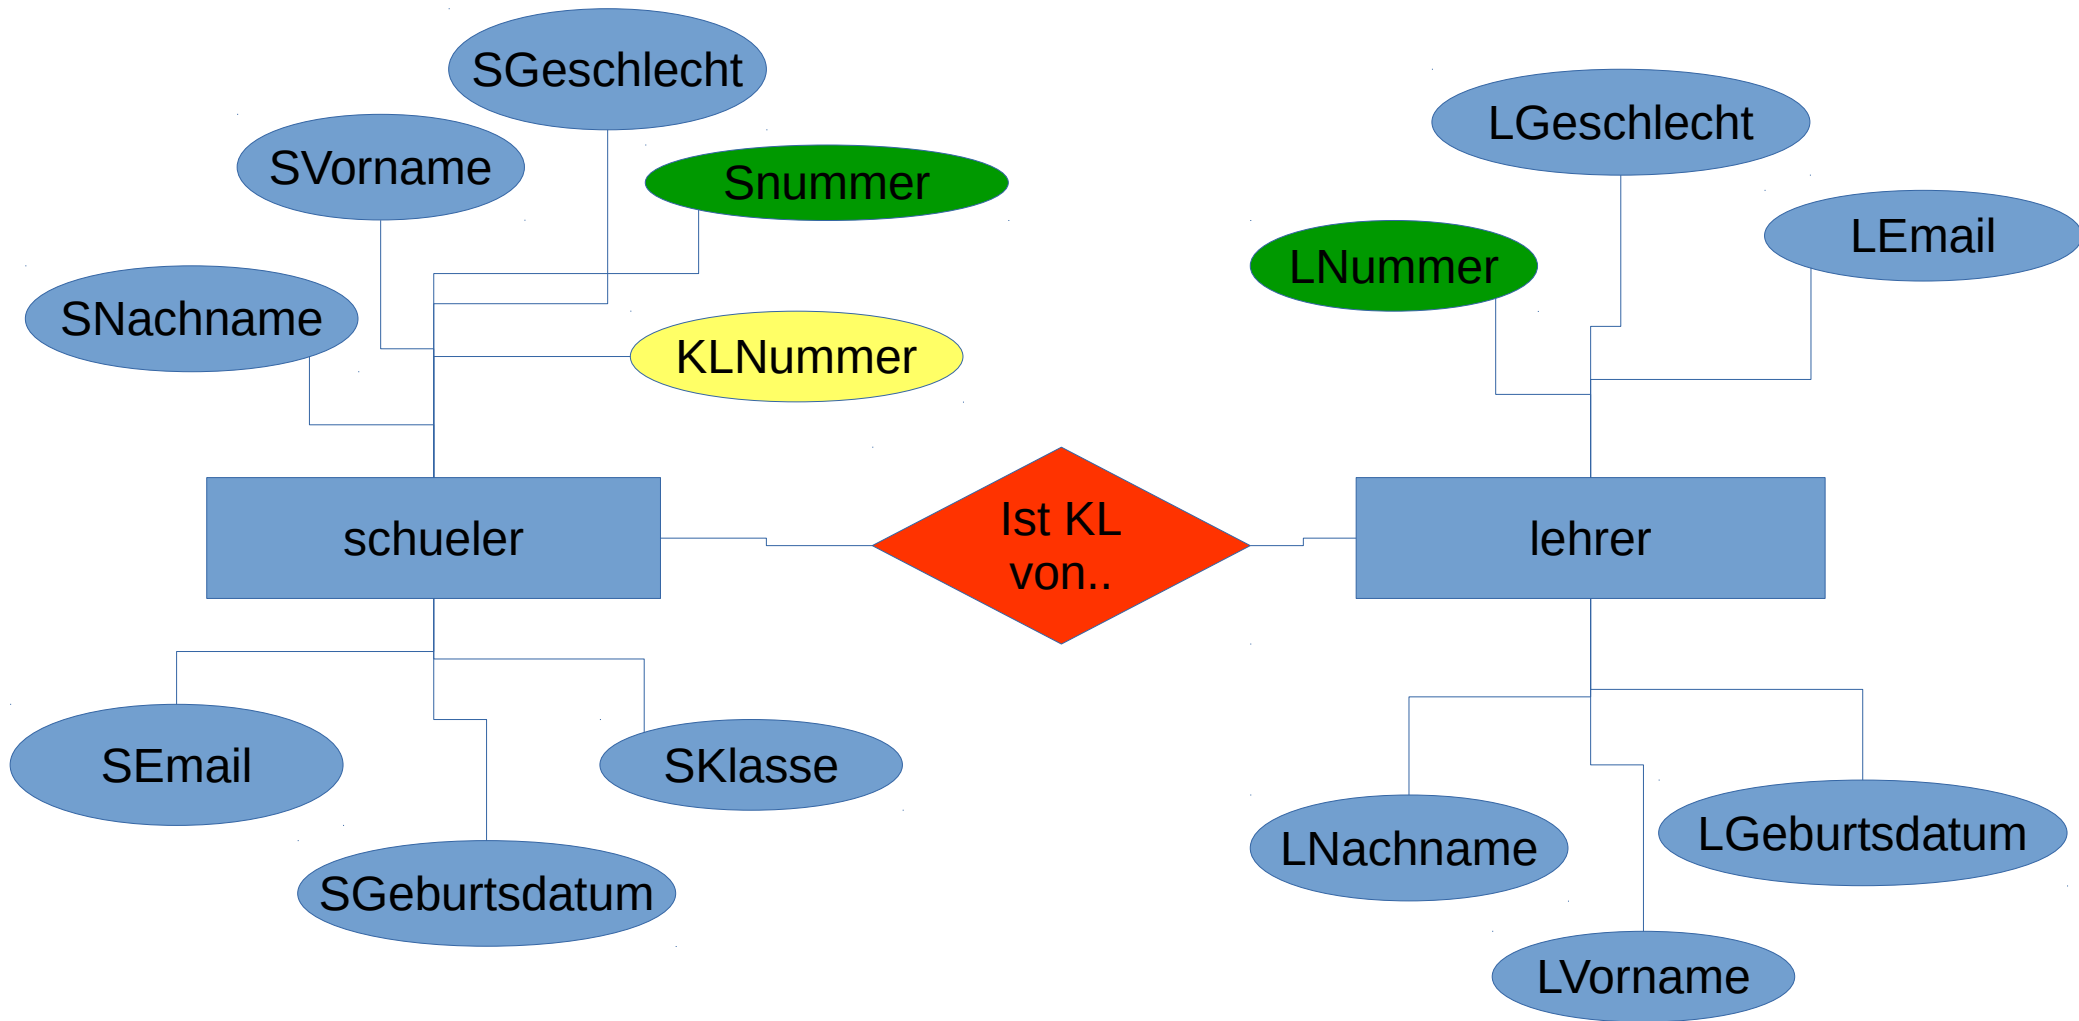 SGeschlecht
LGeschlecht
SVorname
Snummer
LEmail
LNummer
SNachname
KLNummer
Ist KL
von..
schueler
lehrer
SEmail
SKlasse
LGeburtsdatum
LNachname
SGeburtsdatum
LVorname